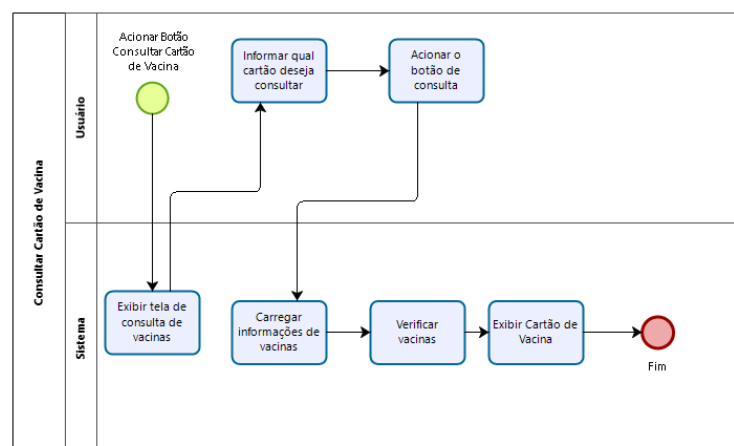 Consultar Cartão de Vacina
Usuário
Acionar Botão
Consultar Cartão
de Vacina
Informar qual
cartão deseja
consultar
Acionar o
botão de
consulta
Sistema
Exibir tela de
consulta de
vacinas
Carregar
informações de
vacinas
Verificar
vacinas
Exibir Cartão de
Vacina
Fim